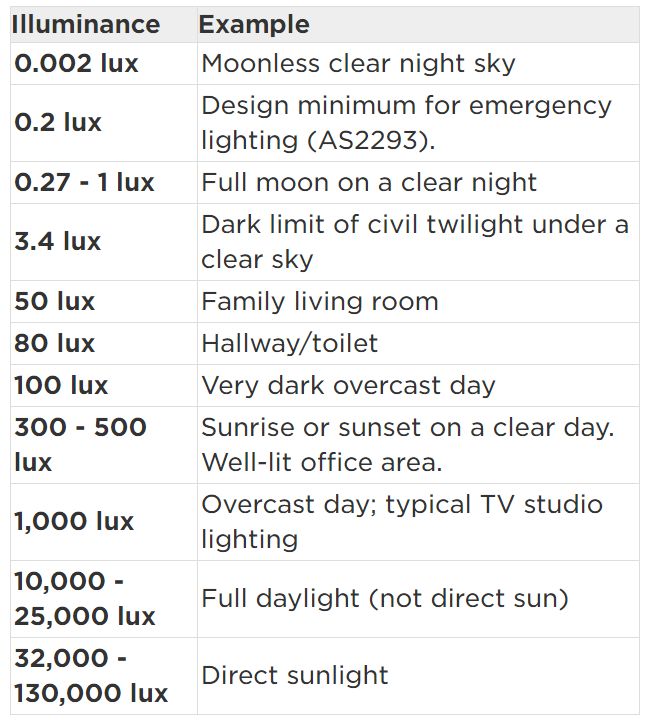 Illuminance Example
0.002 lux Moonless clear night sky
0.2 lux Design minimum for emergency
lighting (AS2293).
0.27 - 1 lux Full moon on a clear night
3.4 lux Dark limit of civil twilight under a
clear sky
50 lux Family living room
80 lux Hallway/toilet
100 lux Very dark overcast day
300 - 500 Sunrise or sunset on a clear day.
lux Well-lit office area.
1,000 lux Overcast day; typical TV studio
lighting
10,000 -
25,000 lux Full daylight (not direct sun)
32,000 -
130,000 lux Direct sunlight